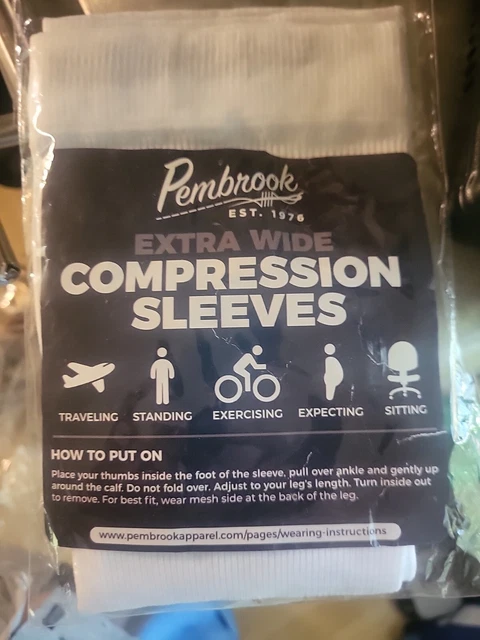 Pembrook
EST. 1976
EXTRA WIDE
COMPRESSION
SLEEVES
TRAVELING STANDING EXERCISING EXPECTING SITTING
HOW TO PUT ON
Place your thumbs inside the foot of the sleeve, pull over ankle and gently up
around the calf. Do not fold over. Adjust to your leg's length. Turn inside out
to remove. For best fit, wear mesh side at the back of the leg.
www.pembrookapparel.com/pages/wearing-instructions